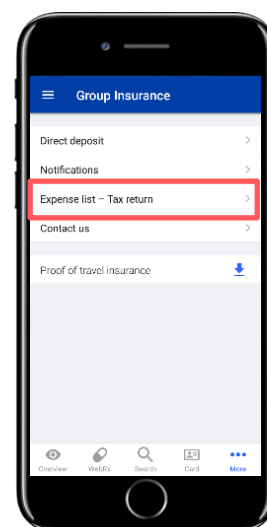 Group Insurance
Direct deposit
Notifications
Expense list – Tax return
Contact us
Proof of travel insurance
Overview WebRx Search Card More